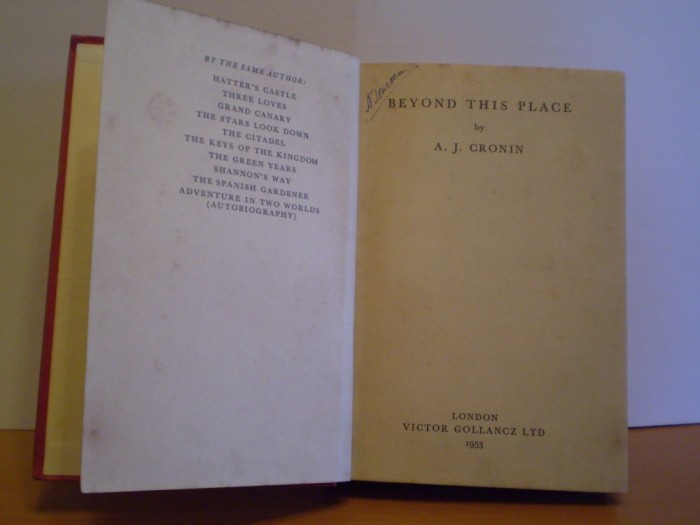 BY THE SAME AUTHOR:
HATTER'S CASTLE
THREE LOVES
GRAND CANARY
THE STARS LOOK DOWN
THE CITADEL
THE KEYS OF THE KINGDOM
THE GREEN YEARS
SHANNON'S WAY
THE SPANISH GARDENER
ADVENTURE IN TWO WORLDS
(AUTOBIOGRAPHY)
BEYOND THIS PLACE
by
A. J. CRONIN
LONDON
VICTOR GOLLANCZ LTD
1953